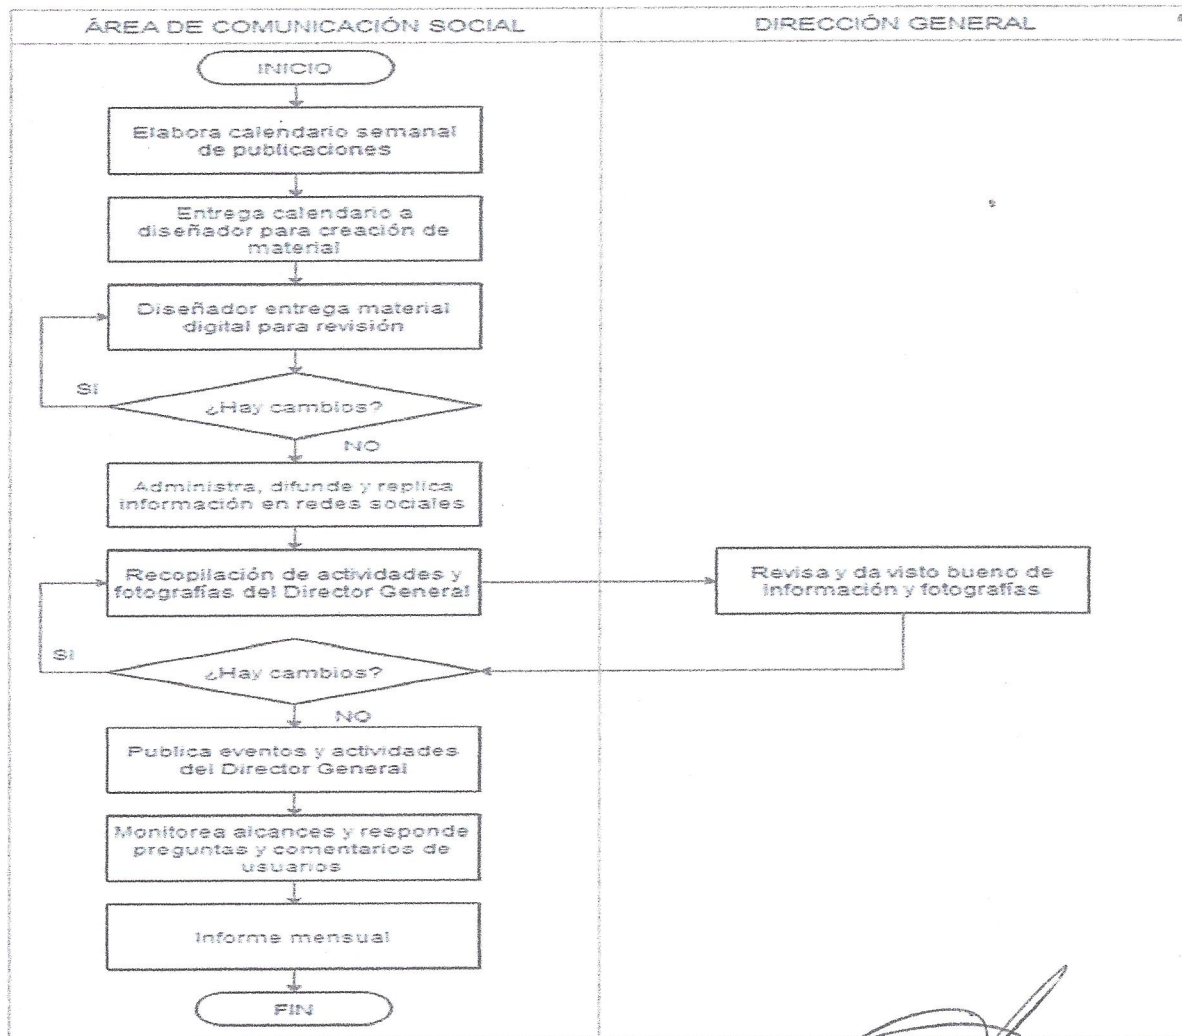 ÁREA DE COMUNICACIÓN SOCIAL
DIRECCIÓN GENERAL
INICIO
Elabora calendario semanal
de publicaciones
Entrega calendario a
diseñador para creación de
material
Diseñador entrega material
digital para revisión
SI
¿Hay cambios?
NO
Administra, difunde y replica
información en redes sociales
Recopilación de actividades y
fotografías del Director General
Revisa y da visto bueno de
información y fotografías
SI
¿Hay cambios?
NO
Publica eventos y actividades
del Director General
Monitorea alcances y responde
preguntas y comentarios de
usuarios
Informe mensual
FIN